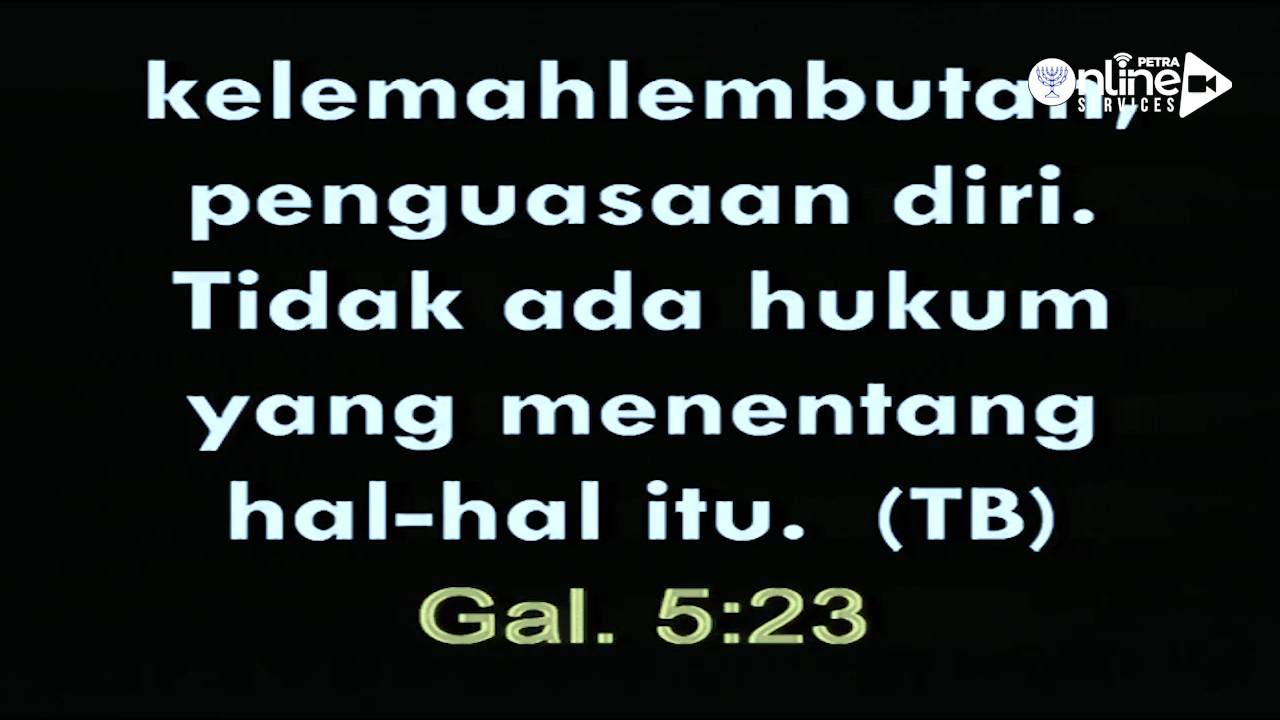 kelemahlembutan,
penguasaan diri.
Tidak ada hukum
yang menentang
hal-hal itu. (TB)
Gal. 5:23
PETRA
Online
SERVICES